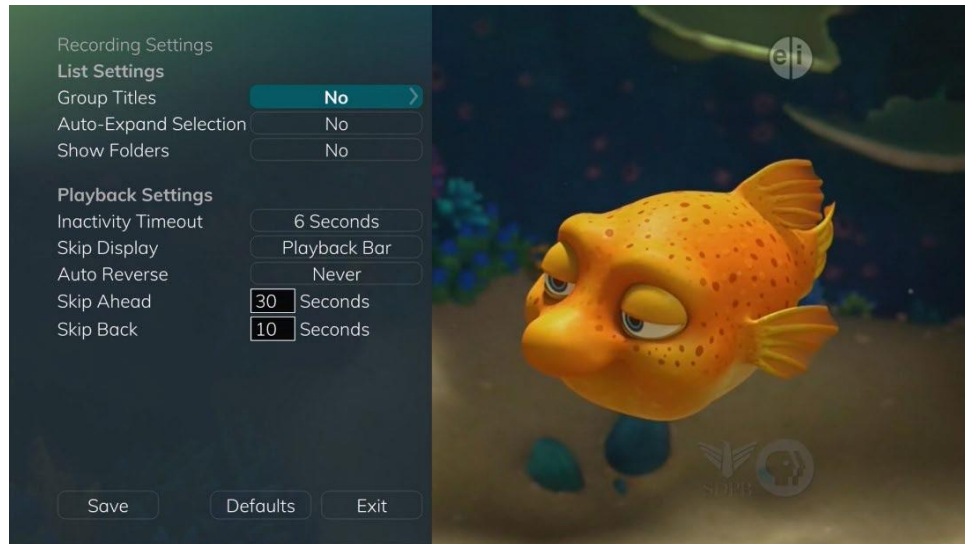 Recording Settings
List Settings
Group Titles No
Auto-Expand Selection No
Show Folders No
Playback Settings
Inactivity Timeout 6 Seconds
Skip Display Playback Bar
Auto Reverse Never
Skip Ahead 30 Seconds
Skip Back 10 Seconds
Save Defaults Exit
e/i
SDPB